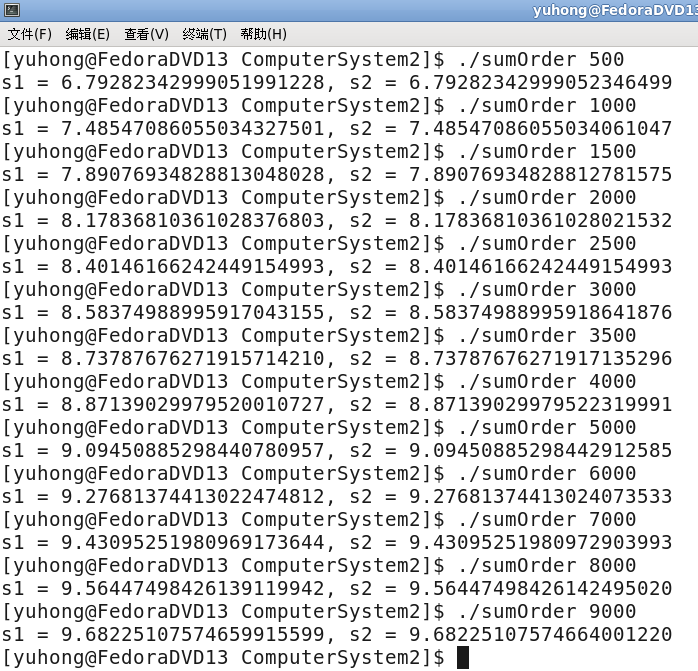 yuhong@FedoraDVD13
文件(F) 编辑(E) 查看(V) 终端(T) 帮助(H)
[yuhong@FedoraDVD13 ComputerSystem2]$ ./sumOrder 500
s1 = 6.79282342999051991228, s2 = 6.79282342999052346499
[yuhong@FedoraDVD13 ComputerSystem2]$ ./sumOrder 1000
s1 = 7.48547086055034327501, s2 = 7.48547086055034061047
[yuhong@FedoraDVD13 ComputerSystem2]$ ./sumOrder 1500
s1 = 7.89076934828813048028, s2 = 7.89076934828812781575
[yuhong@FedoraDVD13 ComputerSystem2]$ ./sumOrder 2000
s1 = 8.17836810361028376803, s2 = 8.17836810361028021532
[yuhong@FedoraDVD13 ComputerSystem2]$ ./sumOrder 2500
s1 = 8.40146166242449154993, s2 = 8.40146166242449154993
[yuhong@FedoraDVD13 ComputerSystem2]$ ./sumOrder 3000
s1 = 8.58374988995917043155, s2 = 8.58374988995918641876
[yuhong@FedoraDVD13 ComputerSystem2]$ ./sumOrder 3500
s1 = 8.73787676271915714210, s2 = 8.73787676271917135296
[yuhong@FedoraDVD13 ComputerSystem2]$ ./sumOrder 4000
s1 = 8.87139029979520010727, s2 = 8.87139029979522319991
[yuhong@FedoraDVD13 ComputerSystem2]$ ./sumOrder 5000
s1 = 9.09450885298440780957, s2 = 9.09450885298442912585
[yuhong@FedoraDVD13 ComputerSystem2]$ ./sumOrder 6000
s1 = 9.27681374413022474812, s2 = 9.27681374413024073533
[yuhong@FedoraDVD13 ComputerSystem2]$ ./sumOrder 7000
s1 = 9.43095251980969173644, s2 = 9.43095251980972903993
[yuhong@FedoraDVD13 ComputerSystem2]$ ./sumOrder 8000
s1 = 9.56447498426139119942, s2 = 9.56447498426142495020
[yuhong@FedoraDVD13 ComputerSystem2]$ ./sumOrder 9000
s1 = 9.68225107574659915599, s2 = 9.68225107574664001220
[yuhong@FedoraDVD13 ComputerSystem2]$